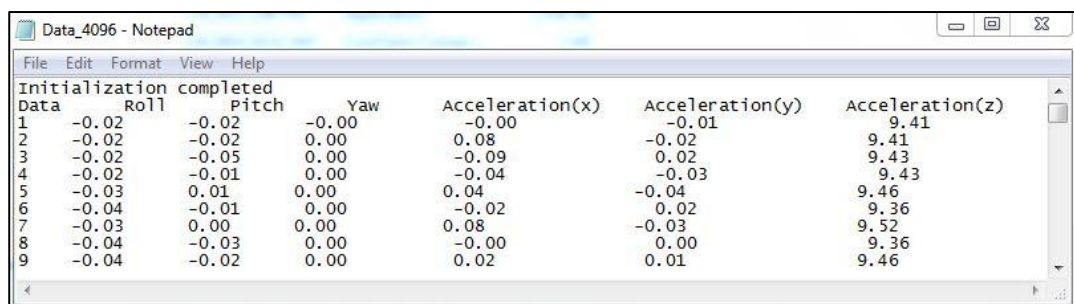 Data_4096 - Notepad
File Edit Format View Help
Initialization completed
Data Roll Pitch Yaw Acceleration(x) Acceleration(y) Acceleration(z)
1 -0.02 -0.02 -0.00 -0.00 -0.01 9.41
2 -0.02 -0.02 0.00 0.08 -0.02 9.41
3 -0.02 -0.05 0.00 -0.09 0.02 9.43
4 -0.02 -0.01 0.00 -0.04 -0.03 9.43
5 -0.03 0.01 0.00 0.04 -0.04 9.46
6 -0.04 -0.01 0.00 -0.02 0.02 9.36
7 -0.03 0.00 0.00 0.08 -0.03 9.52
8 -0.04 -0.03 0.00 -0.00 0.00 9.36
9 -0.04 -0.02 0.00 0.02 0.01 9.46